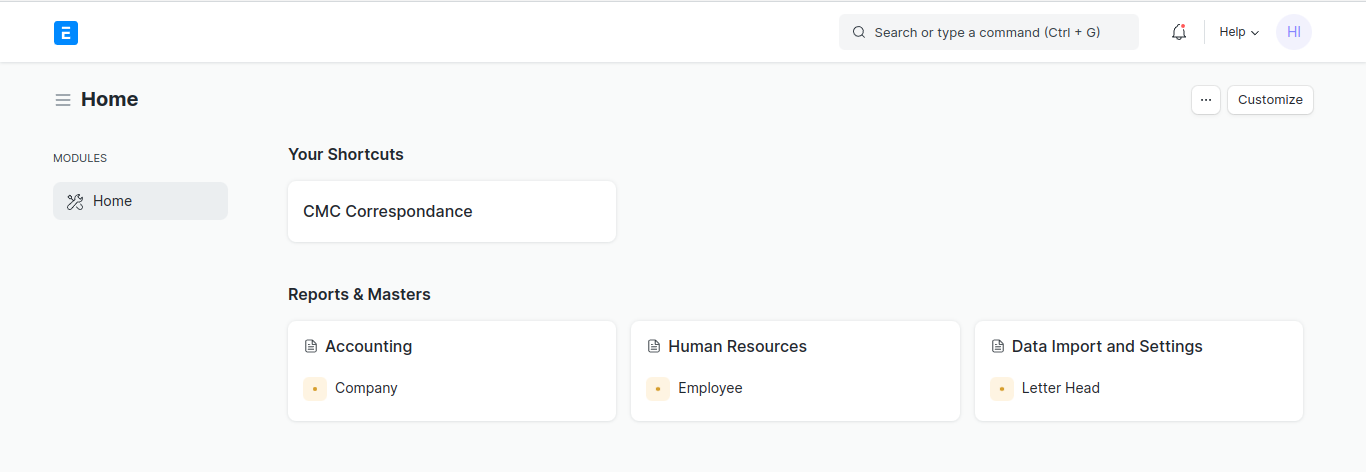 E
Search or type a command (Ctrl + G)
Help
HI
Home
...
Customize
MODULES
Home
Your Shortcuts
CMC Correspondance
Reports & Masters
Accounting
Human Resources
Data Import and Settings
Company
Employee
Letter Head